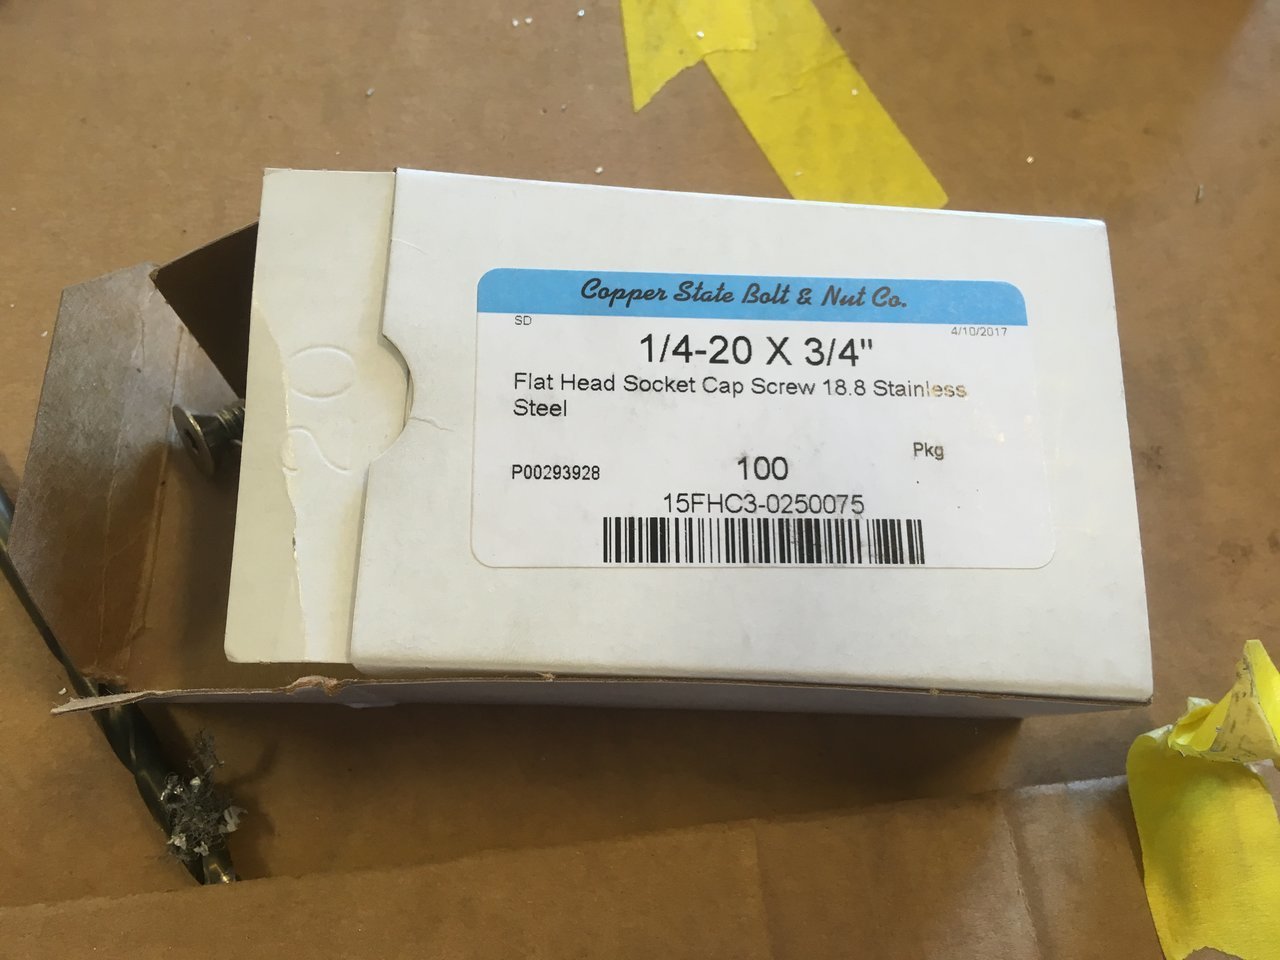 Copper State Bolt & Nut Co.
SD
4/10/2017
1/4-20 X 3/4"
Flat Head Socket Cap Screw 18.8 Stainless
Steel
Pkg
P00293928
100
15FHC3-0250075